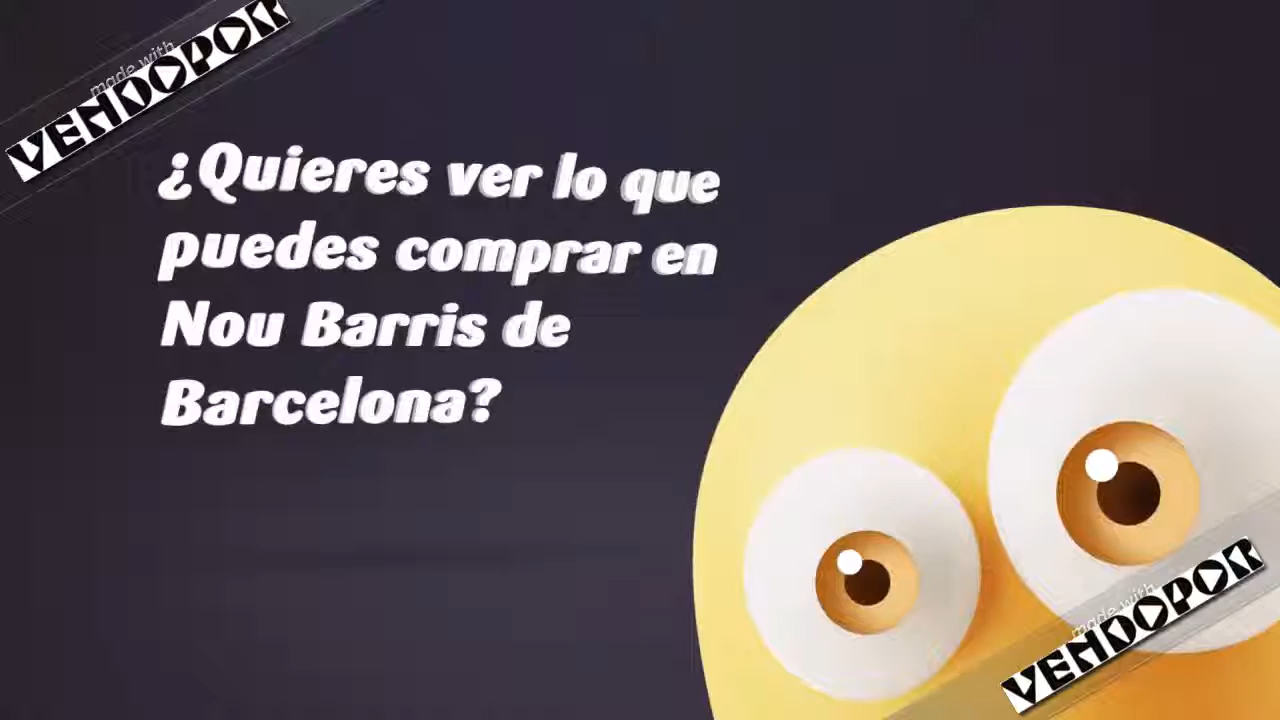 made with
VENDOPOR
¿Quieres ver lo que
puedes comprar en
Nou Barris de
Barcelona?
made with
VENDOPOR